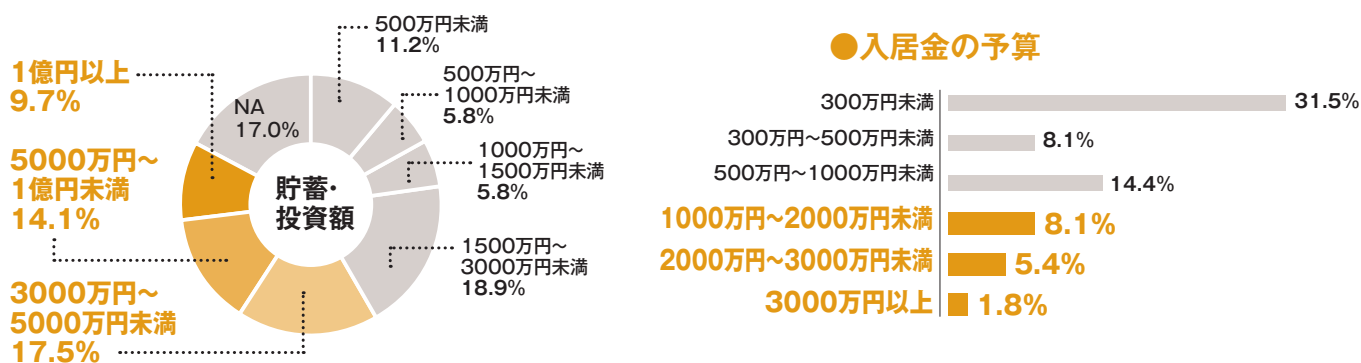 500万円未満
11.2%
500万円〜
1000万円未満
5.8%
1000万円〜
1500万円未満
5.8%
1500万円〜
3000万円未満
18.9%
3000万円〜
5000万円未満
17.5%
5000万円〜
1億円未満
14.1%
1億円以上
9.7%
NA
17.0%
貯蓄・
投資額
●入居金の予算
300万円未満 31.5%
300万円〜500万円未満 8.1%
500万円〜1000万円未満 14.4%
1000万円〜2000万円未満 8.1%
2000万円〜3000万円未満 5.4%
3000万円以上 1.8%